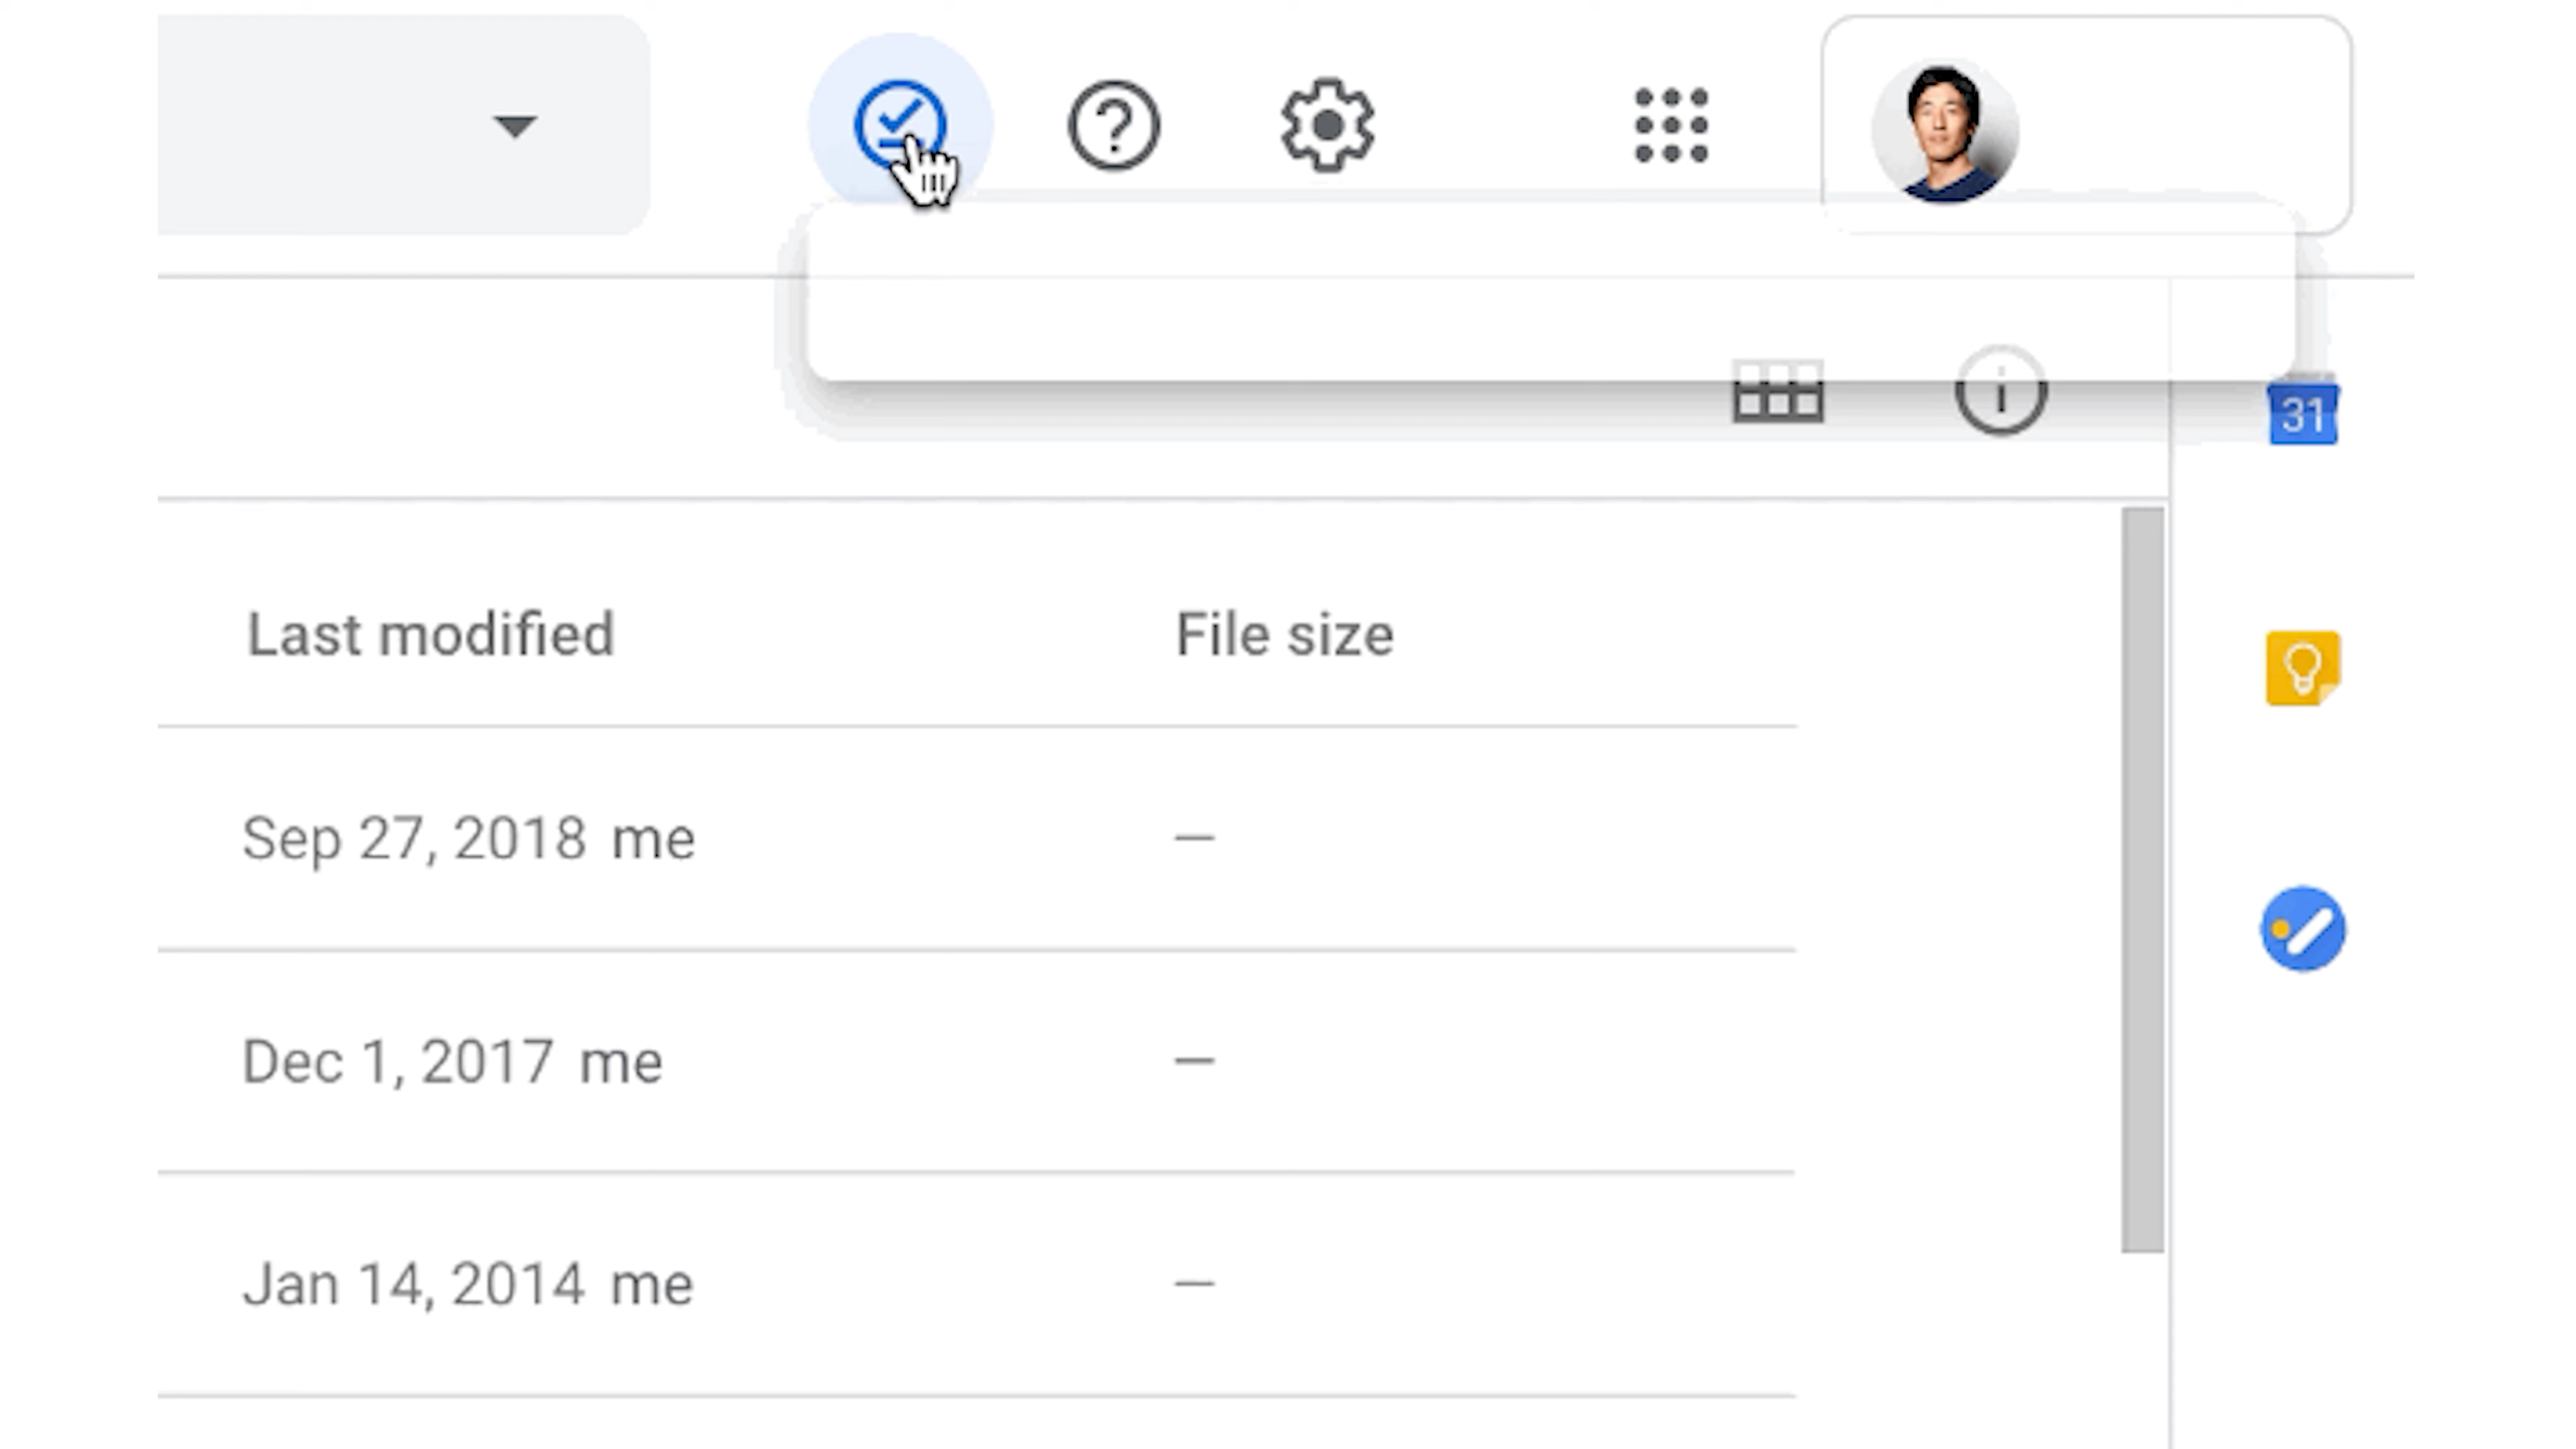 31
Last modified File size
Sep 27, 2018 me —
Dec 1, 2017 me —
Jan 14, 2014 me —